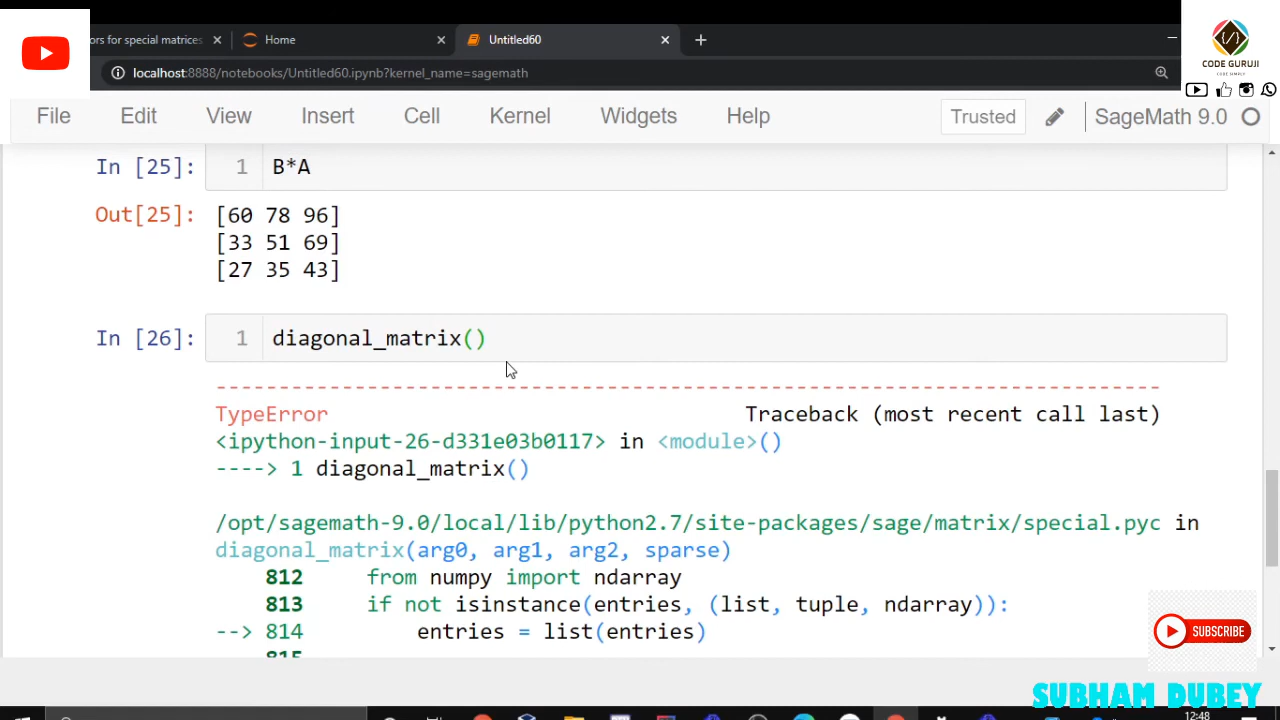 ors for special matrices
Home
Untitled60
localhost:8888/notebooks/Untitled60.ipynb?kernel_name=sagemath
CODE GURUJI
CODE SIMPLY
File Edit View Insert Cell Kernel Widgets Help Trusted SageMath 9.0
In [25]: 1 B*A
Out[25]: [60 78 96]
[33 51 69]
[27 35 43]
In [26]: 1 diagonal_matrix()
---------------------------------------------------------------------------
TypeError Traceback (most recent call last)
<ipython-input-26-d331e03b0117> in <module>()
----> 1 diagonal_matrix()
/opt/sagemath-9.0/local/lib/python2.7/site-packages/sage/matrix/special.pyc in
diagonal_matrix(arg0, arg1, arg2, sparse)
812 from numpy import ndarray
813 if not isinstance(entries, (list, tuple, ndarray)):
--> 814 entries = list(entries)
815
SUBSCRIBE
SUBHAM DUBEY
12:48